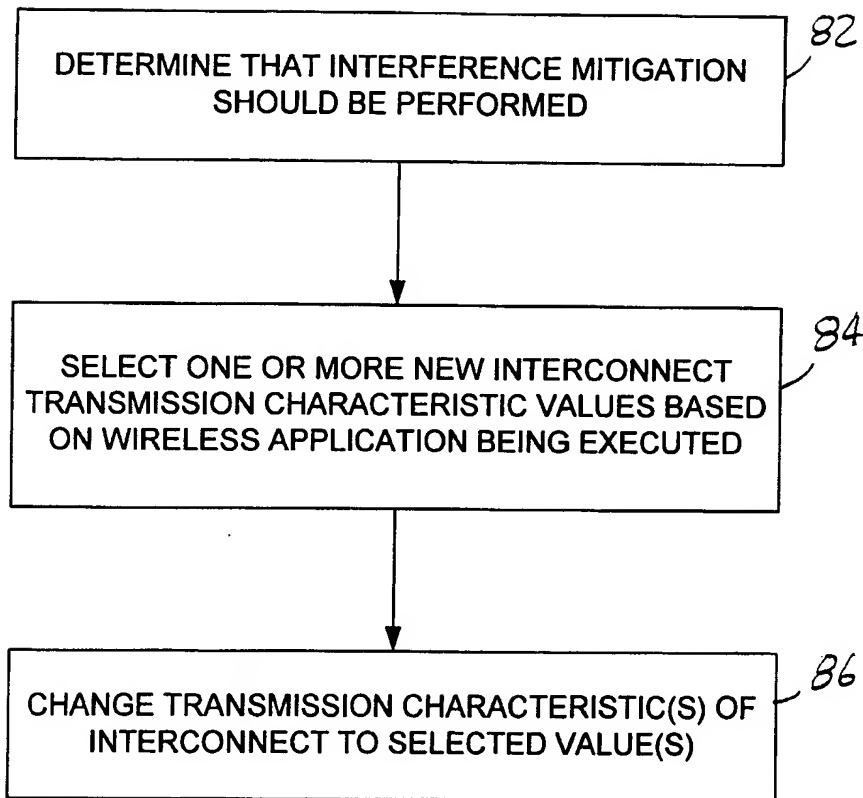 82
DETERMINE THAT INTERFERENCE MITIGATION
SHOULD BE PERFORMED
84
SELECT ONE OR MORE NEW INTERCONNECT
TRANSMISSION CHARACTERISTIC VALUES BASED
ON WIRELESS APPLICATION BEING EXECUTED
86
CHANGE TRANSMISSION CHARACTERISTIC(S) OF
INTERCONNECT TO SELECTED VALUE(S)